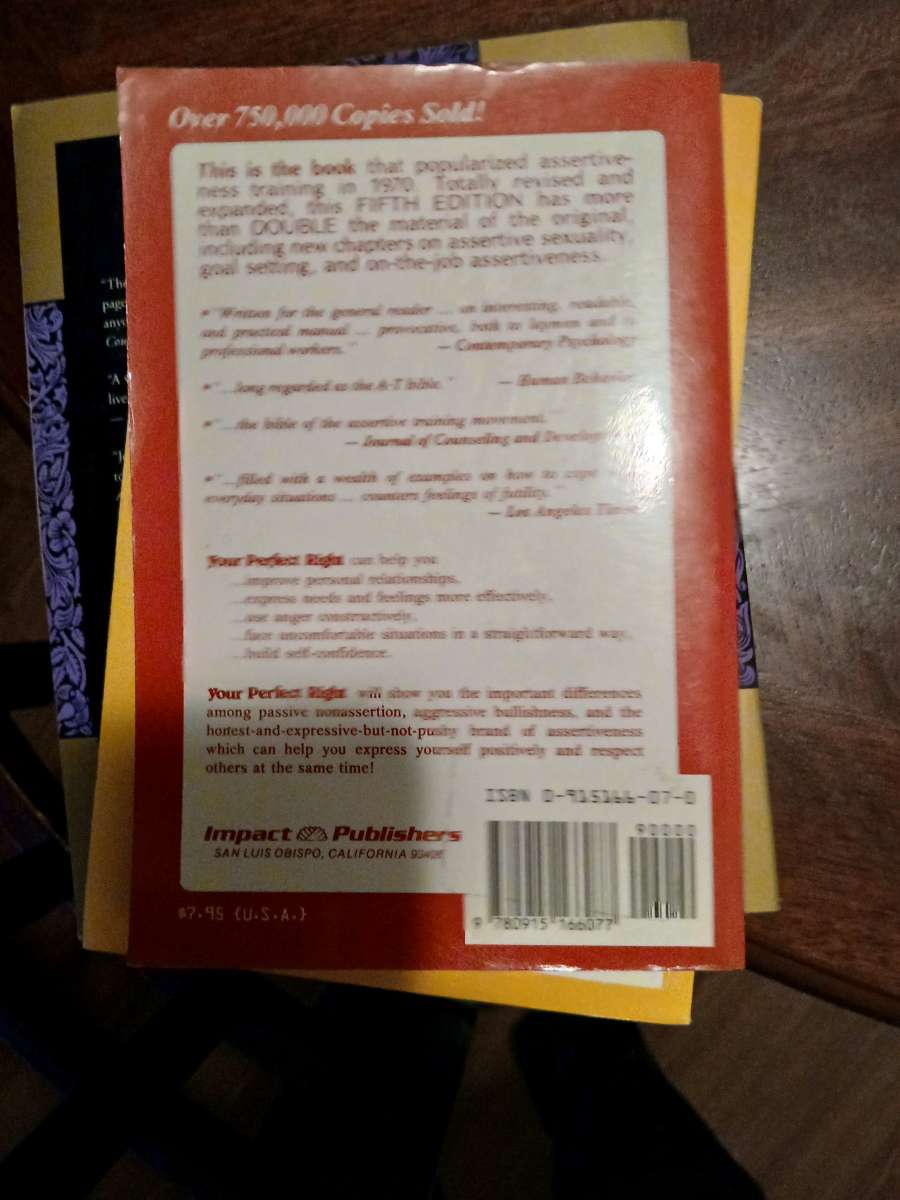 Over 750,000 Copies Sold!
This is the book that popularized assertive-
ness training in 1970. Totally revised and
expanded, this FIFTH EDITION has more
than DOUBLE the material of the original,
including new chapters on assertive sexuality,
goal setting, and on-the-job assertiveness.
•"Written for the general reader ... an interesting, readable,
and practical manual ... provocative, both to laymen and
professional workers."
— Contemporary Psychology
•"...long regarded as the A-T bible."
— Human Behavior
•"...the bible of the assertive training movement."
— Journal of Counseling and
•"...filled with a wealth of examples on how to cope
everyday situations ... counters feelings of futility."
— Los Angeles
Your Perfect Right can help you
...improve personal relationships.
...express needs and feelings more effectively.
...use anger constructively.
...face uncomfortable situations in a straightforward way.
...build self-confidence.
Your Perfect Right will show you the important differences
among passive nonassertion, aggressive bullishness, and the
honest-and-expressive-but-not-pushy brand of assertiveness
which can help you express yourself positively and respect
others at the same time!
Impact Publishers
SAN LUIS OBISPO, CALIFORNIA
$7.95 (U.S.A.)
ISBN 0-915166-07-0
90000
9 780915 166077
"The
"A